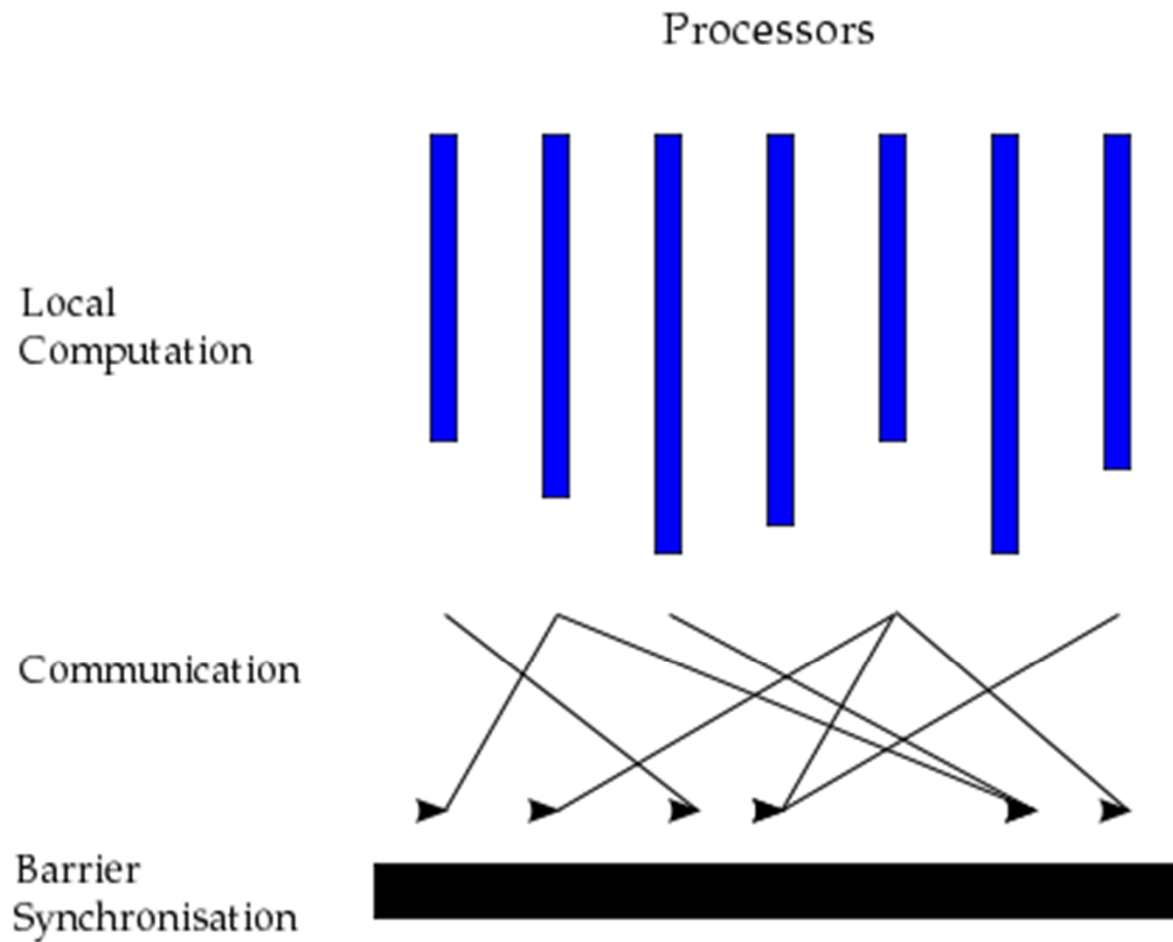 Processors
Local
Computation
Communication
Barrier
Synchronisation